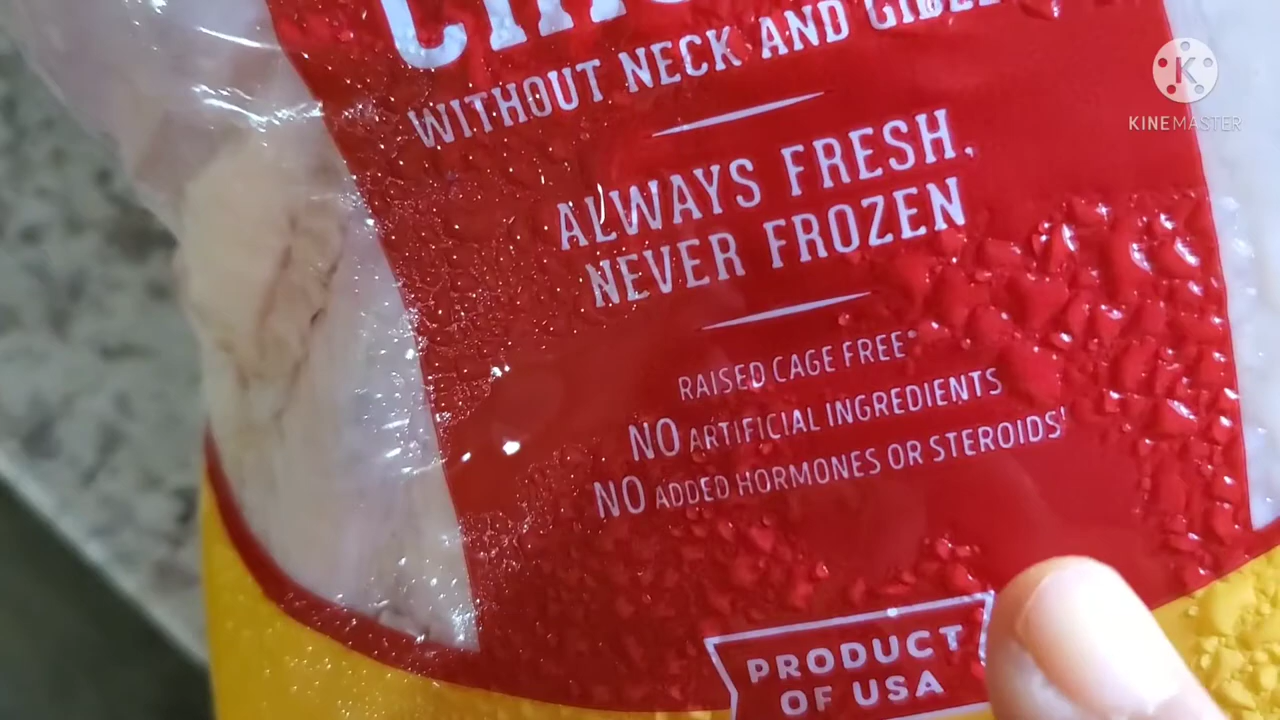 WITHOUT NECK AND
ALWAYS FRESH,
NEVER FROZEN
RAISED CAGE FREE*
NO ARTIFICIAL INGREDIENTS
NO ADDED HORMONES OR STEROIDS!
PRODUCT
OF USA
K
KINEMASTER